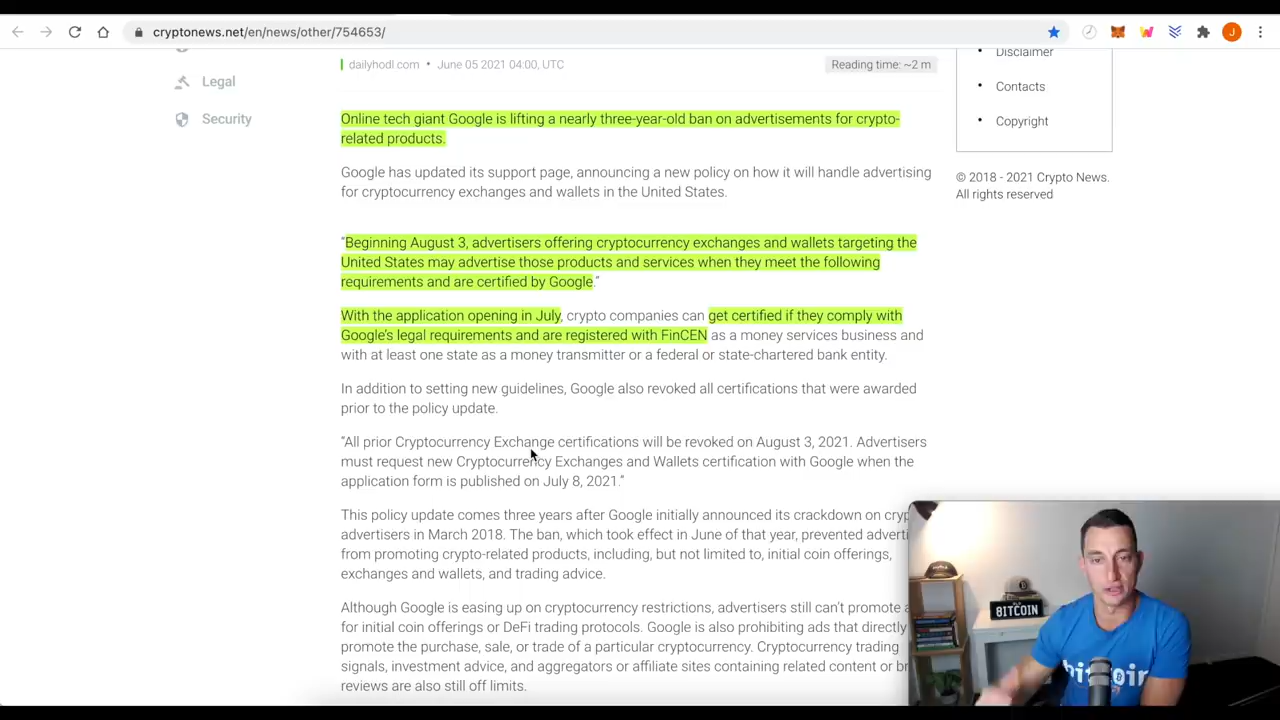 cryptonews.net/en/news/other/754653/
J
Legal
Security
dailyhodl com • June 05 2021 04:00, UTC
Reading time: ~2 m
Online tech giant Google is lifting a nearly three-year-old ban on advertisements for crypto-
related products.
Google has updated its support page, announcing a new policy on how it will handle advertising
for cryptocurrency exchanges and wallets in the United States.
“Beginning August 3, advertisers offering cryptocurrency exchanges and wallets targeting the
United States may advertise those products and services when they meet the following
requirements and are certified by Google.”
With the application opening in July, crypto companies can get certified if they comply with
Google’s legal requirements and are registered with FinCEN as a money services business and
with at least one state as a money transmitter or a federal or state-chartered bank entity.
In addition to setting new guidelines, Google also revoked all certifications that were awarded
prior to the policy update.
“All prior Cryptocurrency Exchange certifications will be revoked on August 3, 2021. Advertisers
must request new Cryptocurrency Exchanges and Wallets certification with Google when the
application form is published on July 8, 2021.”
This policy update comes three years after Google initially announced its crackdown on cryp
advertisers in March 2018. The ban, which took effect in June of that year, prevented adverti
from promoting crypto-related products, including, but not limited to, initial coin offerings,
exchanges and wallets, and trading advice.
Although Google is easing up on cryptocurrency restrictions, advertisers still can’t promote a
for initial coin offerings or DeFi trading protocols. Google is also prohibiting ads that directly
promote the purchase, sale, or trade of a particular cryptocurrency. Cryptocurrency trading
signals, investment advice, and aggregators or affiliate sites containing related content or br
reviews are also still off limits.
• Disclaimer
• Contacts
• Copyright
© 2018 - 2021 Crypto News.
All rights reserved
BITCOIN
bitcoin